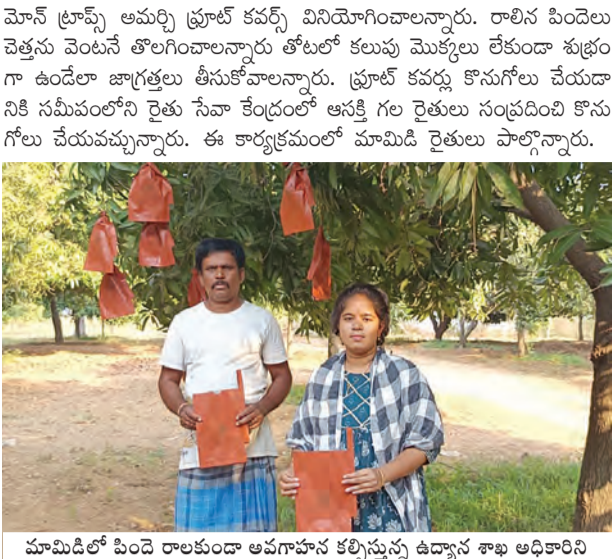 మోన్ ట్రాప్స్ అమర్చి ఫ్రూట్ కవర్స్ వినియోగించాలన్నారు. రాలిన పిందెలు
చెత్తను వెంటనే తొలగించాలన్నారు తోటలో కలుపు మొక్కలు లేకుండా శుభ్రం
గా ఉండేలా జాగ్రత్తలు తీసుకోవాలన్నారు. ఫ్రూట్ కవర్లు కొనుగోలు చేయడా
నికి సమీపంలోని రైతు సేవా కేంద్రంలో ఆసక్తి గల రైతులు సంప్రదించి కొను
గోలు చేయవచ్చున్నారు. ఈ కార్యక్రమంలో మామిడి రైతులు పాల్గొన్నారు.
మామిడిలో పిందె రాలకుండా అవగాహన కల్పిస్తున్న ఉద్యాన శాఖ అధికారిని